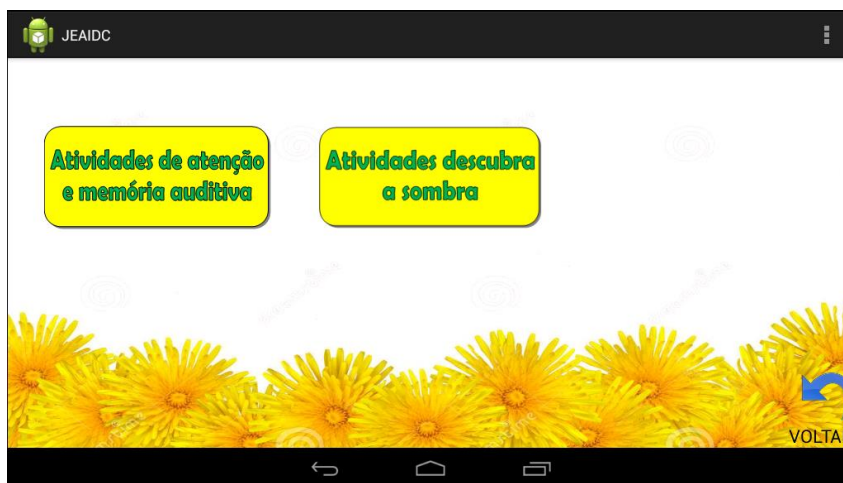 JEAIDC
Atividades de atenção
e memória auditiva
Atividades descubra
a sombra
VOLTA